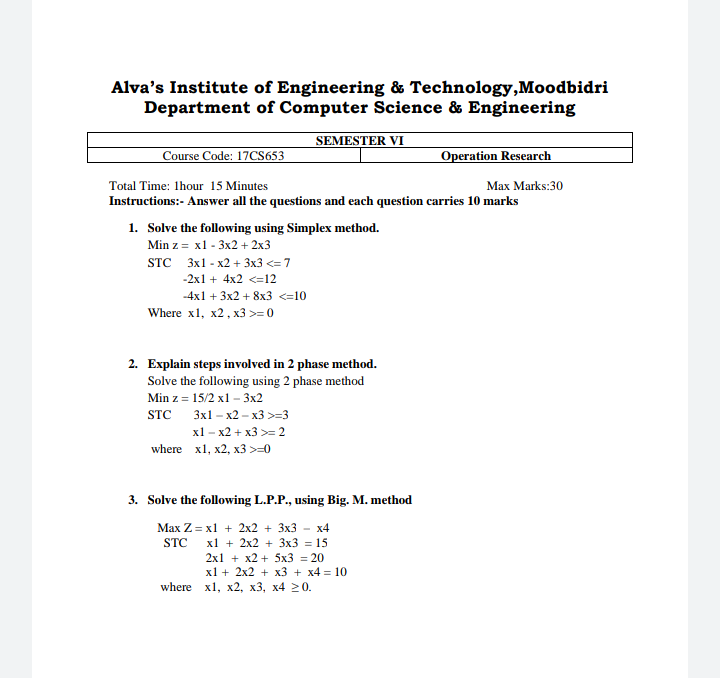 Alva’s Institute of Engineering & Technology,Moodbidri
Department of Computer Science & Engineering
SEMESTER VI
Course Code: 17CS653 Operation Research
Total Time: 1hour 15 Minutes Max Marks:30
Instructions:- Answer all the questions and each question carries 10 marks
1. Solve the following using Simplex method.
Min z = x1 - 3x2 + 2x3
STC 3x1 - x2 + 3x3 <= 7
-2x1 + 4x2 <=12
-4x1 + 3x2 + 8x3 <=10
Where x1, x2 , x3 >= 0
2. Explain steps involved in 2 phase method.
Solve the following using 2 phase method
Min z = 15/2 x1 – 3x2
STC 3x1 – x2 – x3 >=3
x1 – x2 + x3 >= 2
where x1, x2, x3 >=0
3. Solve the following L.P.P., using Big. M. method
Max Z = x1 + 2x2 + 3x3 – x4
STC x1 + 2x2 + 3x3 = 15
2x1 + x2 + 5x3 = 20
x1 + 2x2 + x3 + x4 = 10
where x1, x2, x3, x4 ≥ 0.